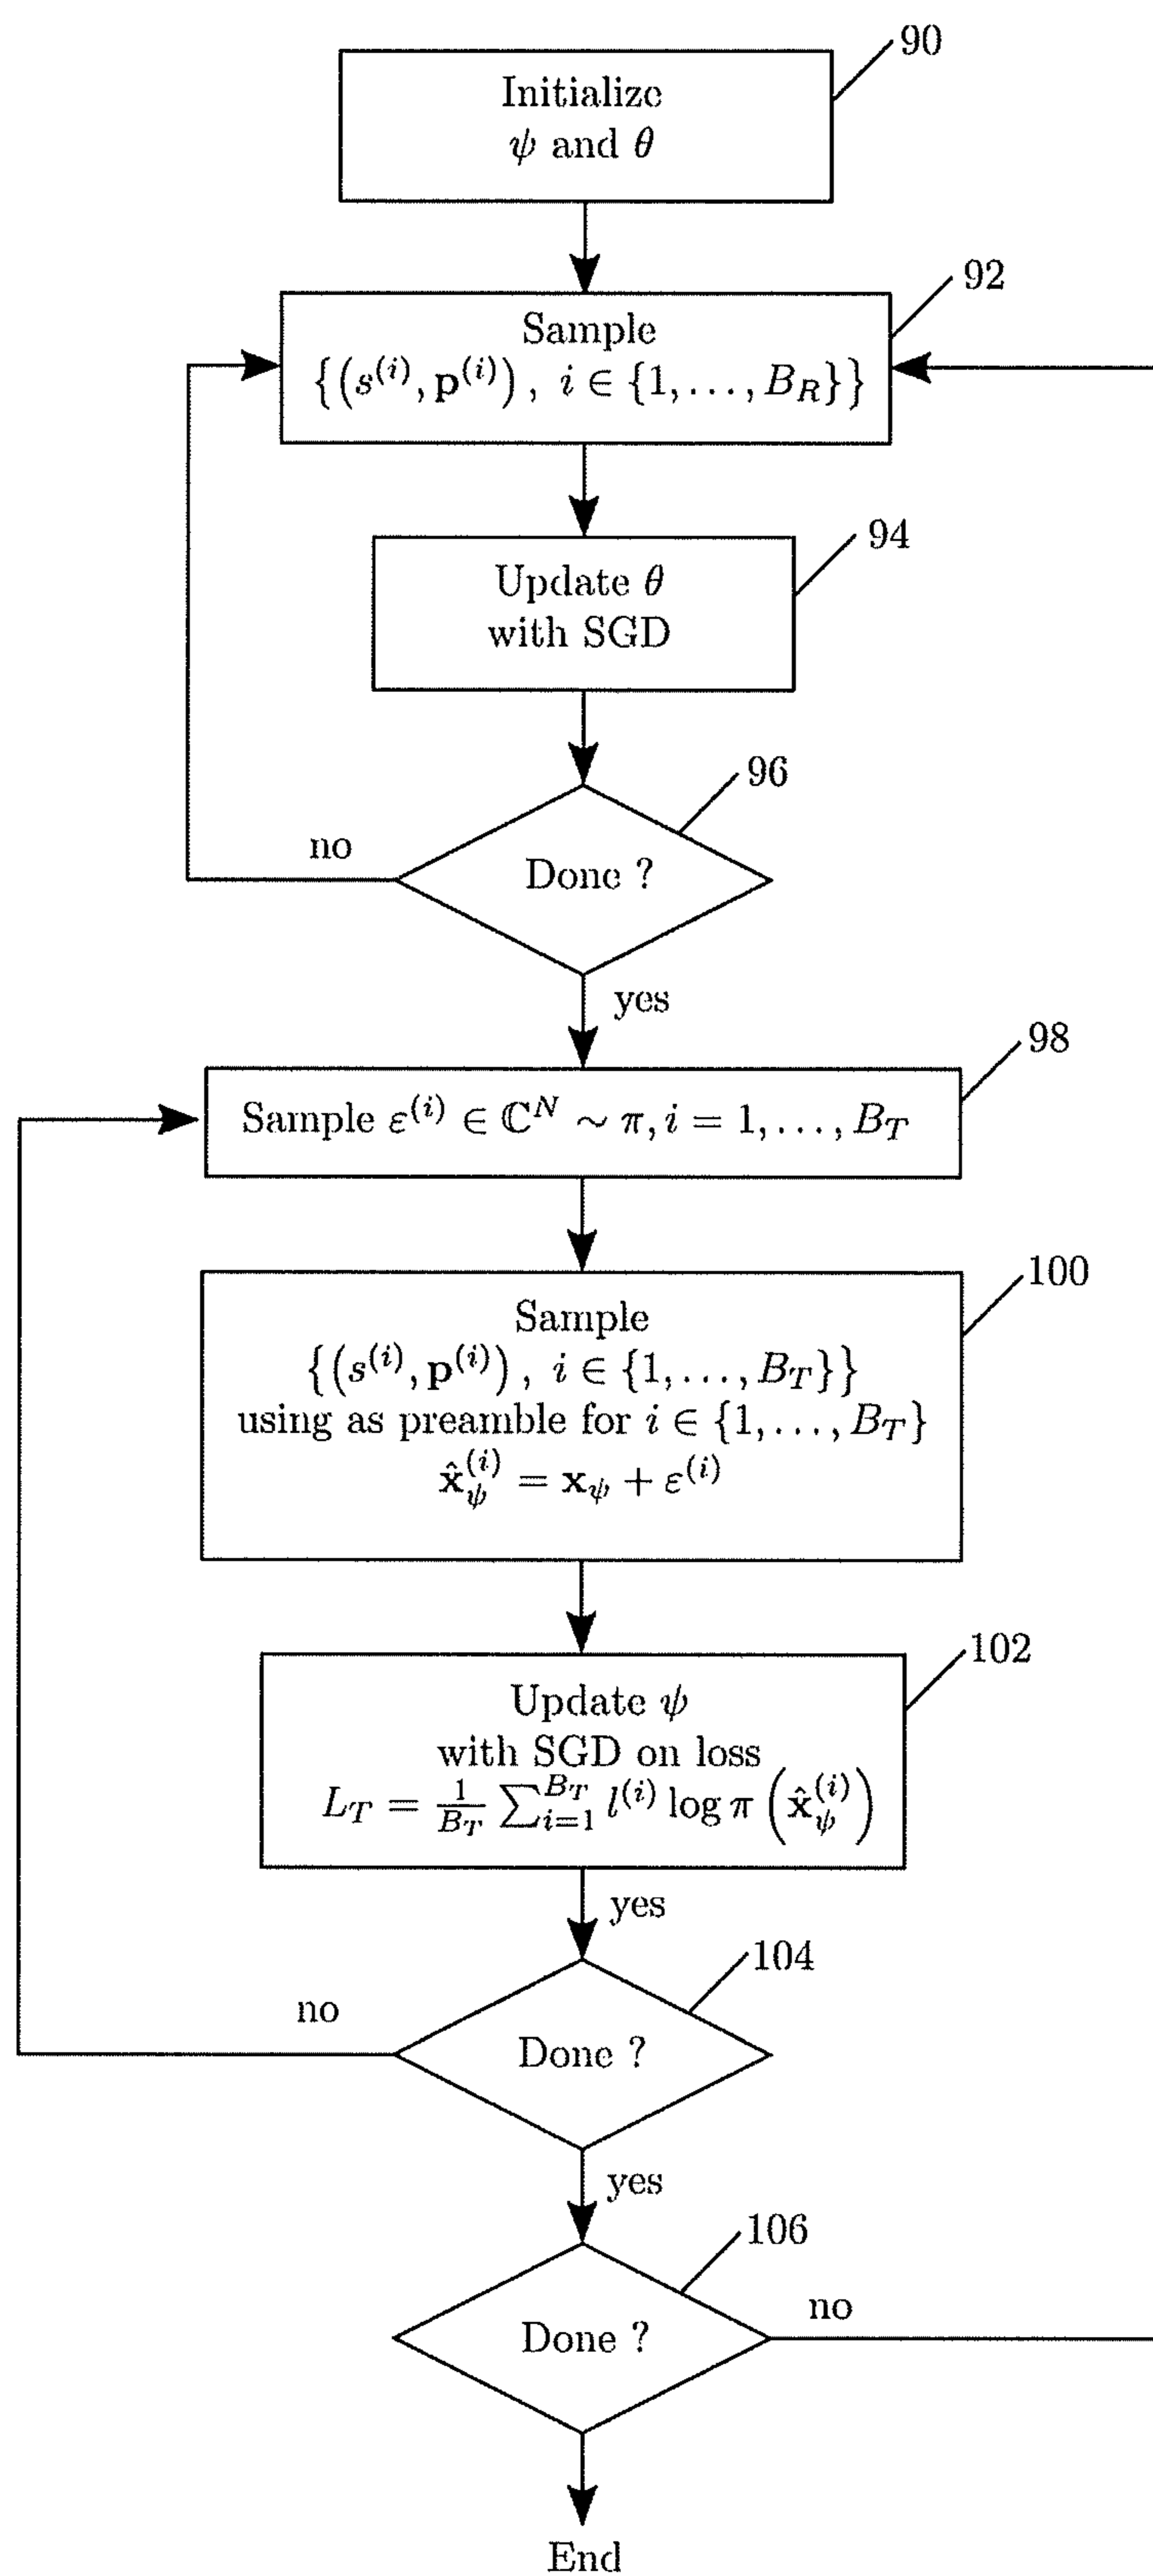 90
Initialize
ψ and θ
92
Sample
{(s^(i), p^(i)), i ∈ {1, . . . , B_R}}
94
Update θ
with SGD
96
no
Done ?
yes
98
Sample ε^(i) ∈ ℂ^N ∼ π, i = 1, . . . , B_T
100
Sample
{(s^(i), p^(i)), i ∈ {1, . . . , B_T}}
using as preamble for i ∈ {1, . . . , B_T}
x̂_ψ^(i) = x_ψ + ε^(i)
102
Update ψ
with SGD on loss
L_T = 1/B_T ∑_{i=1}^{B_T} l^(i) log π (x̂_ψ^(i))
yes
104
no
Done ?
yes
106
no
Done ?
End